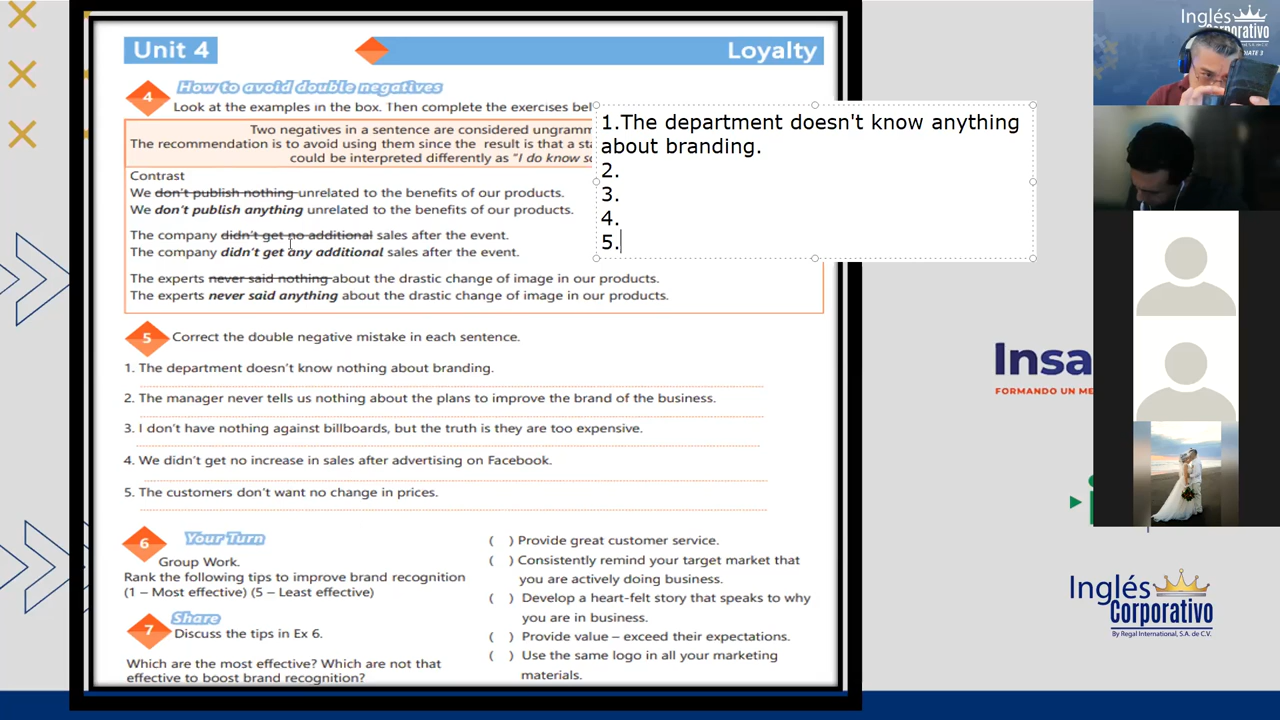 Unit 4
Loyalty
4
How to avoid double negatives
Look at the examples in the box. Then complete the exercises bel
Two negatives in a sentence are considered ungramm
The recommendation is to avoid using them since the result is that a sta
could be interpreted differently as "I do know so
Contrast
We don't publish nothing unrelated to the benefits of our products.
We don't publish anything unrelated to the benefits of our products.
The company didn't get no additional sales after the event.
The company didn't get any additional sales after the event.
The experts never said nothing about the drastic change of image in our products.
The experts never said anything about the drastic change of image in our products.
1.The department doesn't know anything
about branding.
2.
3.
4.
5.
5
Correct the double negative mistake in each sentence.
1. The department doesn't know nothing about branding.
2. The manager never tells us nothing about the plans to improve the brand of the business.
3. I don't have nothing against billboards, but the truth is they are too expensive.
4. We didn't get no increase in sales after advertising on Facebook.
5. The customers don't want no change in prices.
6
Your Turn
Group Work.
Rank the following tips to improve brand recognition
(1 – Most effective) (5 – Least effective)
7
Share
Discuss the tips in Ex 6.
Which are the most effective? Which are not that
effective to boost brand recognition?
( ) Provide great customer service.
( ) Consistently remind your target market that
you are actively doing business.
( ) Develop a heart-felt story that speaks to why
you are in business.
( ) Provide value – exceed their expectations.
( ) Use the same logo in all your marketing
materials.
Inglés
Corporativo
DIATE 3
Insa
FORMANDO UN ME
Inglés
Corporativo
By Regal International, S.A. de C.V.